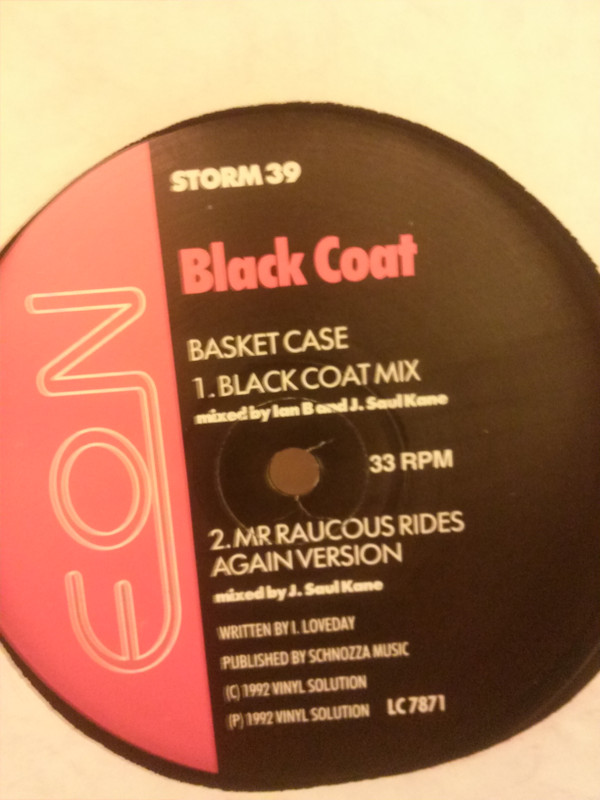 STORM 39
Black Coat
BASKET CASE
1. BLACK COAT MIX
mixed by Ian B and J. Saul Kane
33 RPM
2. MR RAUCOUS RIDES
AGAIN VERSION
mixed by J. Saul Kane
WRITTEN BY I. LOVEDAY
PUBLISHED BY SCHNOZZA MUSIC
(C) 1992 VINYL SOLUTION
(P) 1992 VINYL SOLUTION LC 7871
EON